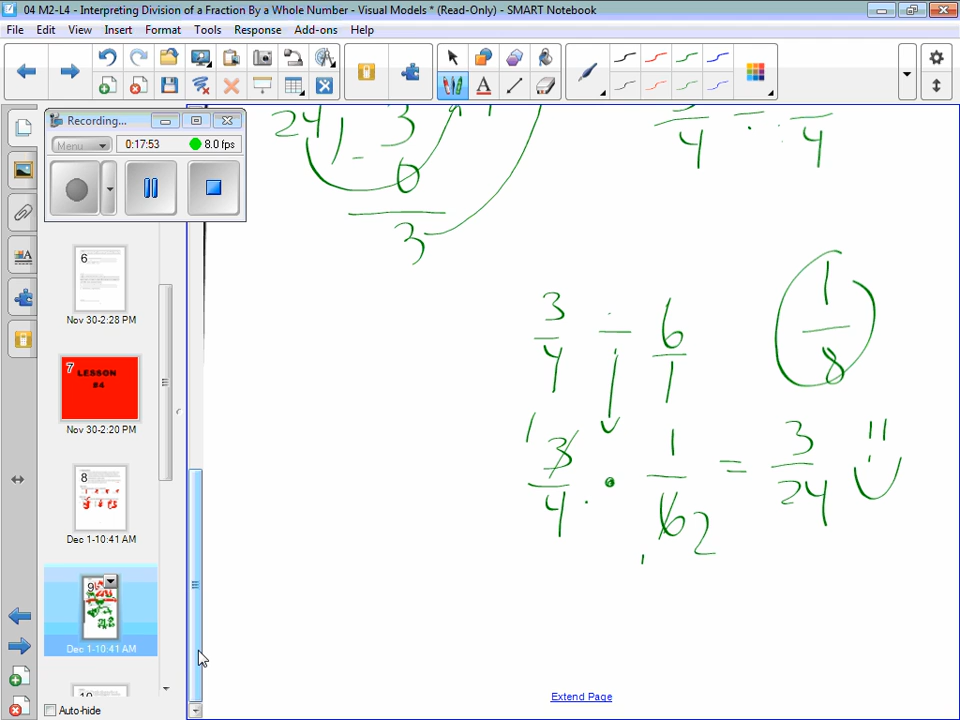 04 M2-L4 - Interpreting Division of a Fraction By a Whole Number - Visual Models * (Read-Only) - SMART Notebook
File Edit View Insert Format Tools Response Add-ons Help
Recording...
Menu 0:17:53 8.0 fps
6
Nov 30-2:28 PM
7 LESSON #4
Nov 30-2:20 PM
8
Dec 1-10:41 AM
9
Dec 1-10:41 AM
10
Auto-hide
24 3
0
3
4 ÷ 4
3/4 ÷ 6/1
1/8
1 3/4 · 1/6 2 = 3/24
Extend Page